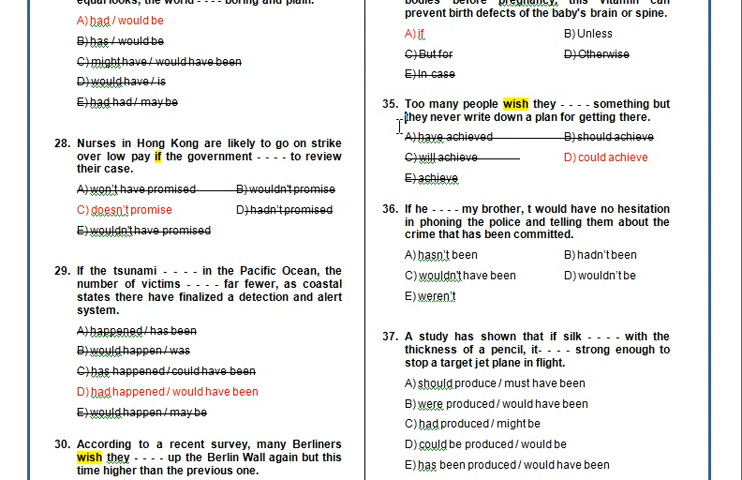 equal looks, the world - - - - boring and plain.
A) had / would be
B) has / would be
C) might have / would have been
D) would have / is
E) had had / may be
28. Nurses in Hong Kong are likely to go on strike
over low pay if the government - - - - to review
their case.
A) won't have promised B) wouldn't promise
C) doesn't promise D) hadn't promised
E) wouldn't have promised
29. If the tsunami - - - - in the Pacific Ocean, the
number of victims - - - - far fewer, as coastal
states there have finalized a detection and alert
system.
A) happened / has been
B) would happen / was
C) has happened / could have been
D) had happened / would have been
E) would happen / may be
30. According to a recent survey, many Berliners
wish they - - - - up the Berlin Wall again but this
time higher than the previous one.
bodies before pregnancy, this vitamin can
prevent birth defects of the baby's brain or spine.
A) if B) Unless
C) But for D) Otherwise
E) In case
35. Too many people wish they - - - - something but
they never write down a plan for getting there.
A) have achieved B) should achieve
C) will achieve D) could achieve
E) achieve
36. If he - - - - my brother, t would have no hesitation
in phoning the police and telling them about the
crime that has been committed.
A) hasn't been B) hadn't been
C) wouldn't have been D) wouldn't be
E) weren't
37. A study has shown that if silk - - - - with the
thickness of a pencil, it- - - - strong enough to
stop a target jet plane in flight.
A) should produce / must have been
B) were produced / would have been
C) had produced / might be
D) could be produced / would be
E) has been produced / would have been